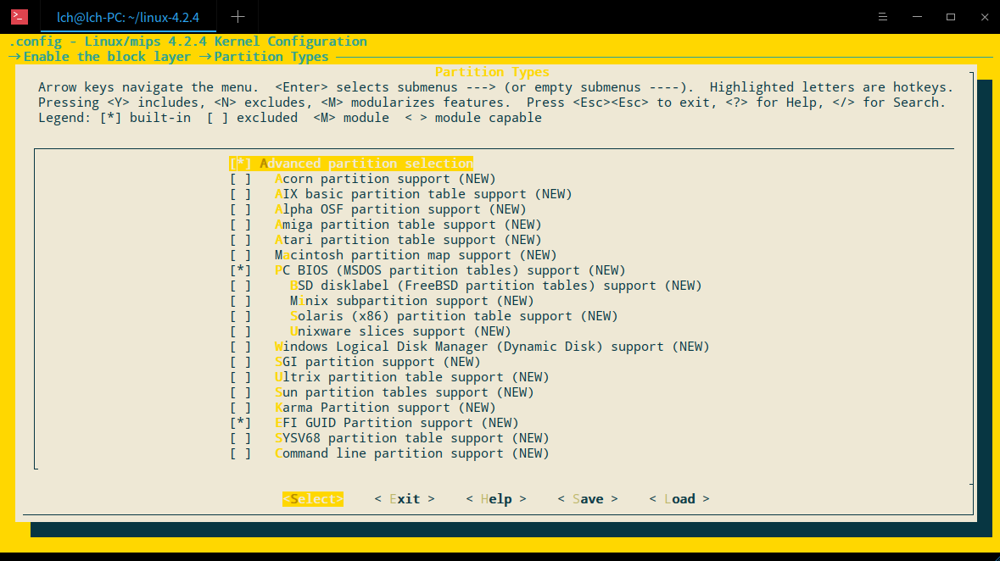 lch@lch-PC: ~/linux-4.2.4
.config - Linux/mips 4.2.4 Kernel Configuration
→ Enable the block layer → Partition Types
Partition Types
Arrow keys navigate the menu.  <Enter> selects submenus ---> (or empty submenus ----).  Highlighted letters are hotkeys.
Pressing <Y> includes, <N> excludes, <M> modularizes features.  Press <Esc><Esc> to exit, <?> for Help, </> for Search.
Legend: [*] built-in  [ ] excluded  <M> module  < > module capable
[*] Advanced partition selection
[ ]   Acorn partition support (NEW)
[ ]   AIX basic partition table support (NEW)
[ ]   Alpha OSF partition support (NEW)
[ ]   Amiga partition table support (NEW)
[ ]   Atari partition table support (NEW)
[ ]   Macintosh partition map support (NEW)
[*]   PC BIOS (MSDOS partition tables) support (NEW)
[ ]     BSD disklabel (FreeBSD partition tables) support (NEW)
[ ]     Minix subpartition support (NEW)
[ ]     Solaris (x86) partition table support (NEW)
[ ]     Unixware slices support (NEW)
[ ]   Windows Logical Disk Manager (Dynamic Disk) support (NEW)
[ ]   SGI partition support (NEW)
[ ]   Ultrix partition table support (NEW)
[ ]   Sun partition tables support (NEW)
[ ]   Karma Partition support (NEW)
[*]   EFI GUID Partition support (NEW)
[ ]   SYSV68 partition table support (NEW)
[ ]   Command line partition support (NEW)
<Select>    < Exit >    < Help >    < Save >    < Load >